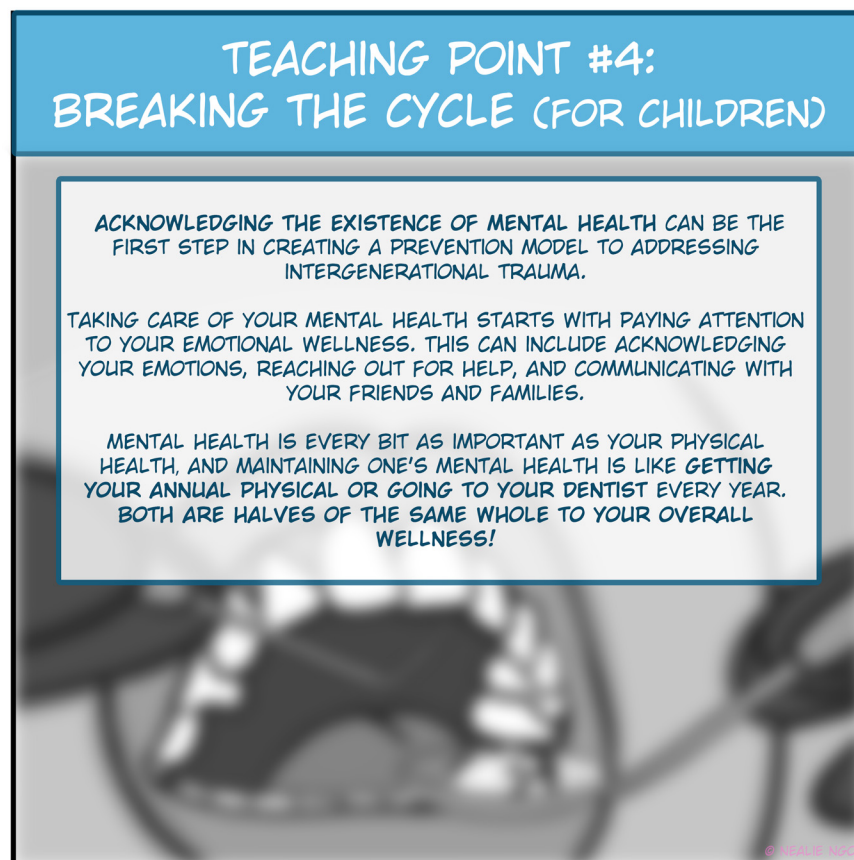 TEACHING POINT #4:
BREAKING THE CYCLE (FOR CHILDREN)
ACKNOWLEDGING THE EXISTENCE OF MENTAL HEALTH CAN BE THE
FIRST STEP IN CREATING A PREVENTION MODEL TO ADDRESSING
INTERGENERATIONAL TRAUMA.
TAKING CARE OF YOUR MENTAL HEALTH STARTS WITH PAYING ATTENTION
TO YOUR EMOTIONAL WELLNESS. THIS CAN INCLUDE ACKNOWLEDGING
YOUR EMOTIONS, REACHING OUT FOR HELP, AND COMMUNICATING WITH
YOUR FRIENDS AND FAMILIES.
MENTAL HEALTH IS EVERY BIT AS IMPORTANT AS YOUR PHYSICAL
HEALTH, AND MAINTAINING ONE'S MENTAL HEALTH IS LIKE GETTING
YOUR ANNUAL PHYSICAL OR GOING TO YOUR DENTIST EVERY YEAR.
BOTH ARE HALVES OF THE SAME WHOLE TO YOUR OVERALL
WELLNESS!
© NEALIE